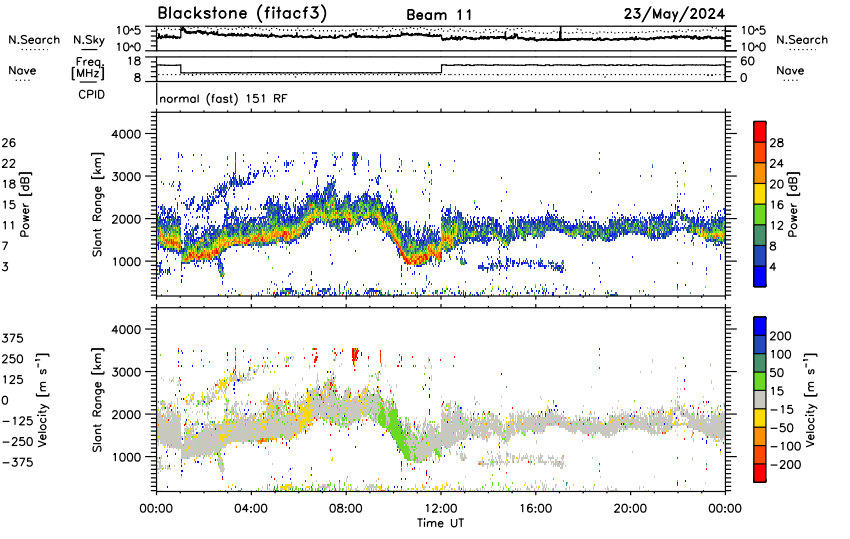 Blackstone (fitacf3) Beam 11 23/May/2024
N.Search N.Sky 10^5 10^0 10^5 10^0 N.Search
Nave Freq. [MHz] 18 8 60 0 Nave
CPID normal (fast) 151 RF
Power [dB] 26 22 18 15 11 7 3
Slant Range [km] 4000 3000 2000 1000
28 24 20 16 12 8 4 Power [dB]
Velocity [m s⁻¹] 375 250 125 0 −125 −250 −375
Slant Range [km] 4000 3000 2000 1000
200 100 50 15 −15 −50 −100 −200 Velocity [m s⁻¹]
00:00 04:00 08:00 12:00 16:00 20:00 00:00
Time UT